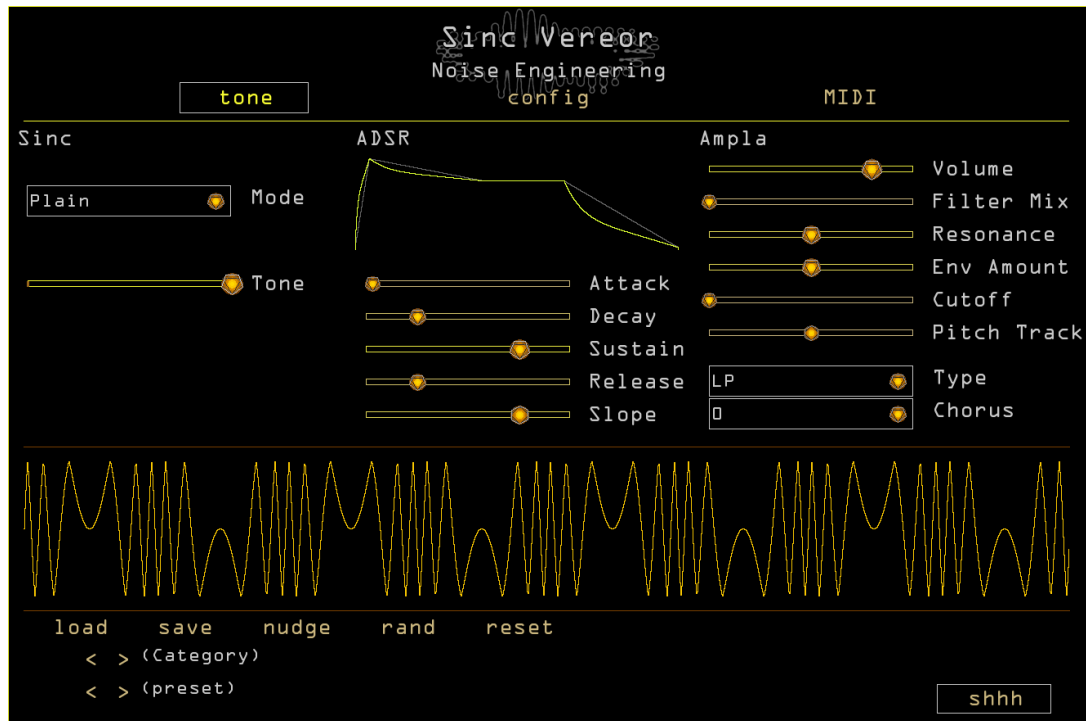 Sinc Vereor
Noise Engineering
tone config MIDI
Sinc ADSR Ampla
Plain Mode
Tone
Attack
Decay
Sustain
Release
Slope
Volume
Filter Mix
Resonance
Env Amount
Cutoff
Pitch Track
LP Type
0 Chorus
load save nudge rand reset
< > (Category)
< > (preset)
shhh